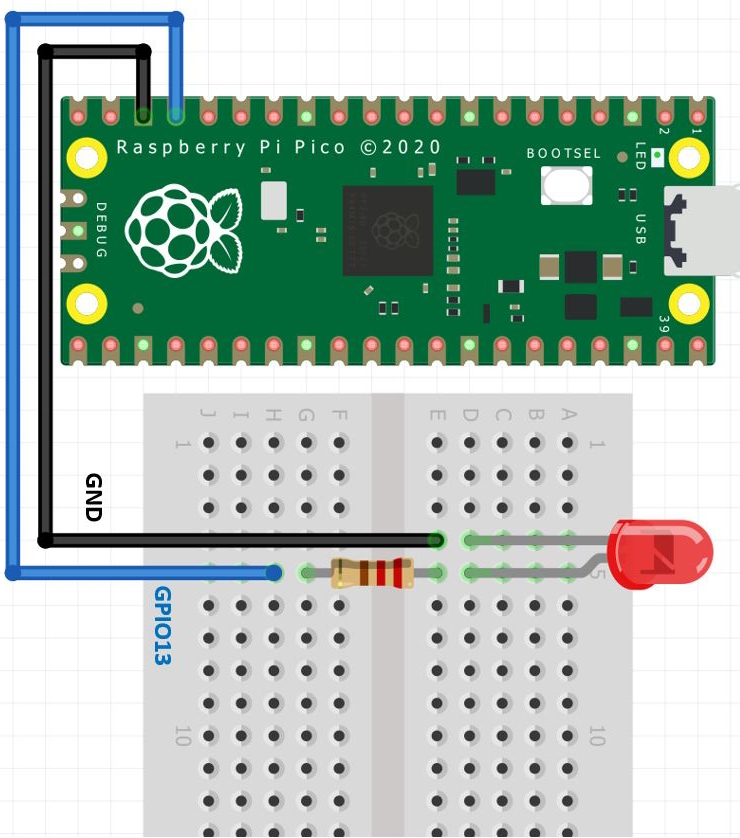 Raspberry Pi Pico ©2020
BOOTSEL
LED
2
1
DEBUG
USB
39
J I H G F E D C B A
1 1
GND
5
GPIO13
10 10